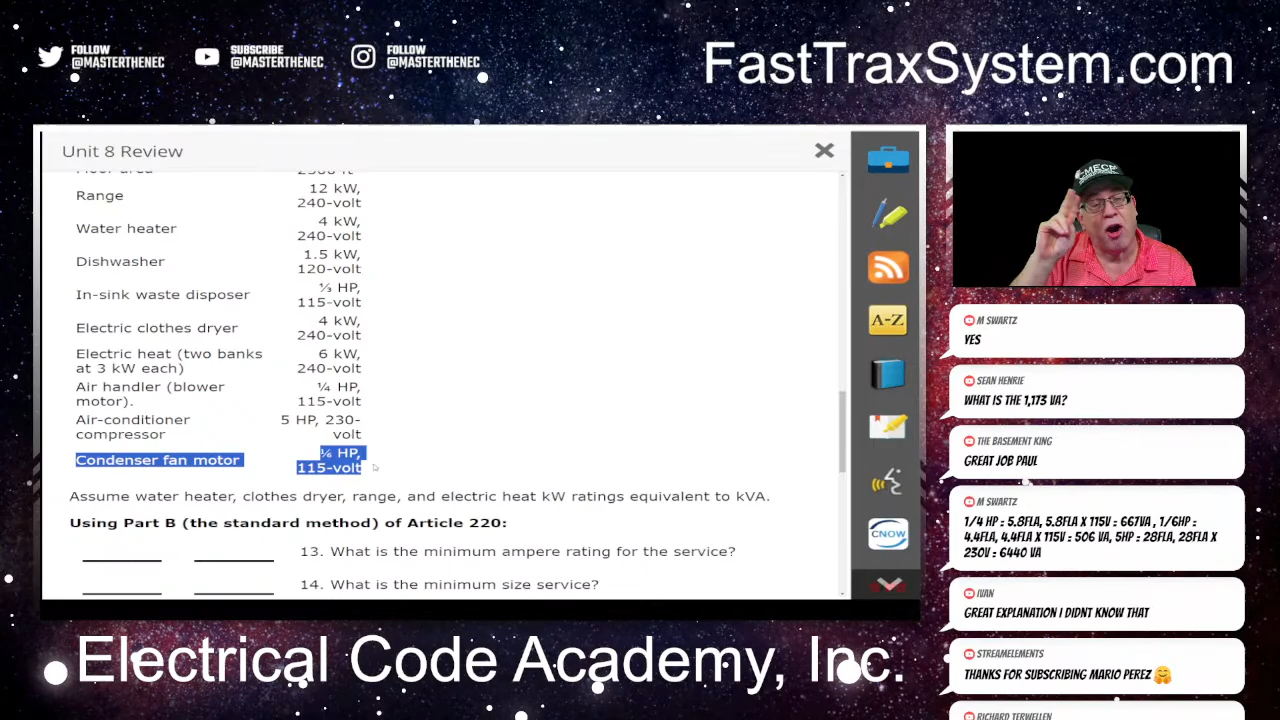 FOLLOW
@MASTERTHENEC
SUBSCRIBE
@MASTERTHENEC
FOLLOW
@MASTERTHENEC
FastTraxSystem.com
Unit 8 Review
Floor area
Range 12 kW,
240-volt
Water heater 4 kW,
240-volt
Dishwasher 1.5 kW,
120-volt
In-sink waste disposer ⅓ HP,
115-volt
Electric clothes dryer 4 kW,
240-volt
Electric heat (two banks 6 kW,
at 3 kW each) 240-volt
Air handler (blower ¼ HP,
motor). 115-volt
Air-conditioner 5 HP, 230-
compressor volt
Condenser fan motor ⅙ HP,
115-volt
Assume water heater, clothes dryer, range, and electric heat kW ratings equivalent to kVA.
Using Part B (the standard method) of Article 220:
13. What is the minimum ampere rating for the service?
14. What is the minimum size service?
A-Z
CNOW
MECP
M SWARTZ
YES
SEAN HENRIE
WHAT IS THE 1,173 VA?
THE BASEMENT KING
GREAT JOB PAUL
M SWARTZ
1/4 HP = 5.8FLA, 5.8FLA X 115V = 667VA , 1/6HP =
4.4FLA, 4.4FLA X 115V = 506 VA, 5HP = 28FLA, 28FLA X
230V = 6440 VA
IVAN
GREAT EXPLANATION I DIDNT KNOW THAT
STREAMELEMENTS
THANKS FOR SUBSCRIBING MARIO PEREZ 🤗
RICHARD TERWELLEN
Electrical Code Academy, Inc.